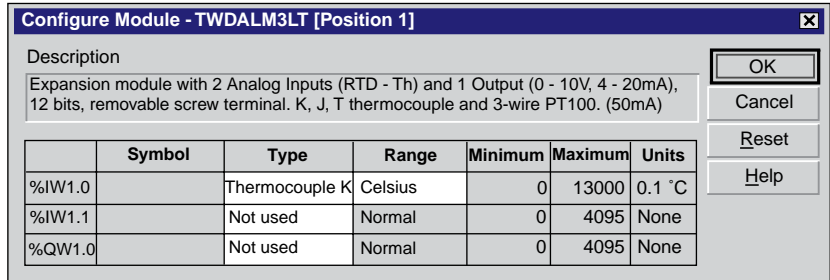 Configure Module - TWDALM3LT [Position 1]
Description
Expansion module with 2 Analog Inputs (RTD - Th) and 1 Output (0 - 10V, 4 - 20mA),
12 bits, removable screw terminal. K, J, T thermocouple and 3-wire PT100. (50mA)
OK
Cancel
Reset
Help
Symbol Type Range Minimum Maximum Units
%IW1.0 Thermocouple K Celsius 0 13000 0.1 °C
%IW1.1 Not used Normal 0 4095 None
%QW1.0 Not used Normal 0 4095 None